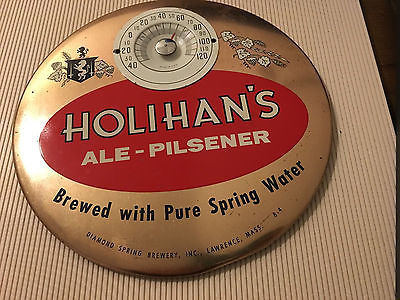 40 20 0 20 40 60 80 100 120
HOLIHAN'S
ALE - PILSENER
Brewed with Pure Spring Water
DIAMOND SPRING BREWERY, INC., LAWRENCE, MASS. B-4